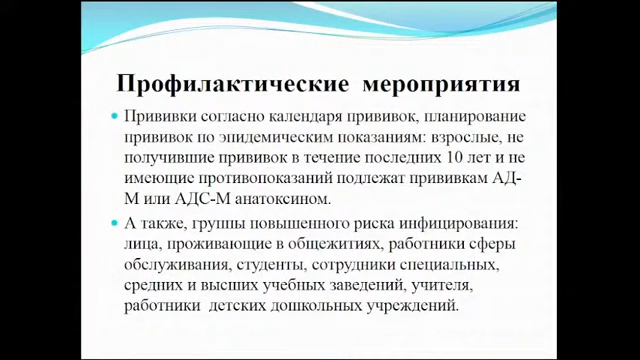 Профилактические мероприятия
Прививки согласно календаря прививок, планирование
прививок по эпидемическим показаниям: взрослые, не
получившие прививок в течение последних 10 лет и не
имеющие противопоказаний подлежат прививкам АД-
М или АДС-М анатоксином.
А также, группы повышенного риска инфицирования:
лица, проживающие в общежитиях, работники сферы
обслуживания, студенты, сотрудники специальных,
средних и высших учебных заведений, учителя,
работники детских дошкольных учреждений.